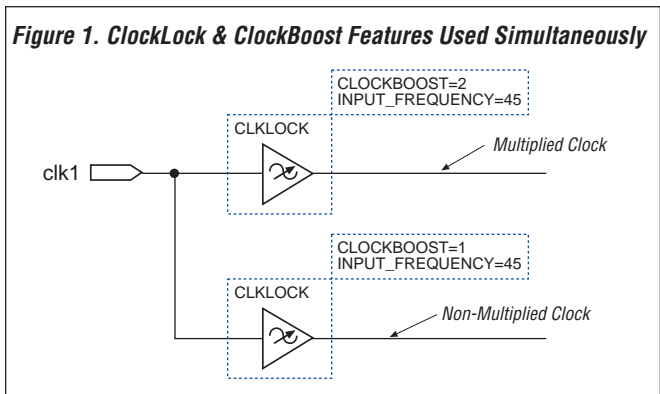 Figure 1. ClockLock & ClockBoost Features Used Simultaneously
CLOCKBOOST=2
INPUT_FREQUENCY=45
CLKLOCK
Multiplied Clock
clk1
CLOCKBOOST=1
INPUT_FREQUENCY=45
CLKLOCK
Non-Multiplied Clock